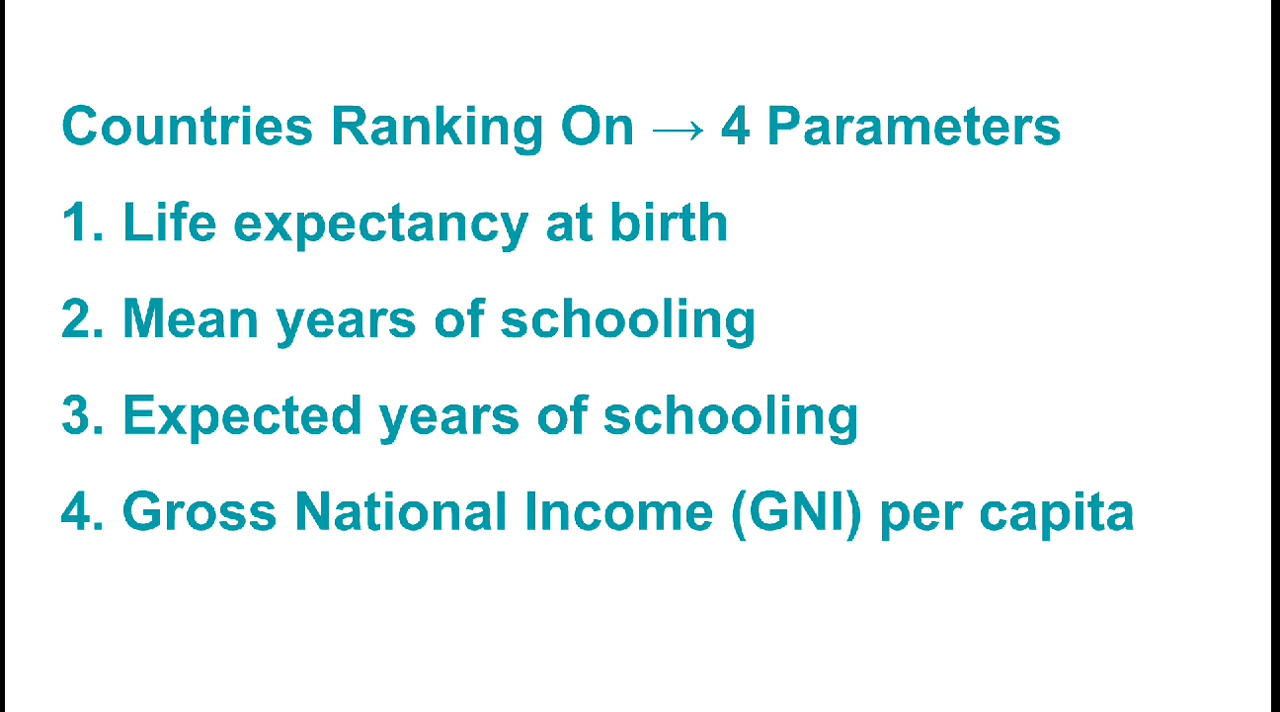 Countries Ranking On → 4 Parameters
1. Life expectancy at birth
2. Mean years of schooling
3. Expected years of schooling
4. Gross National Income (GNI) per capita